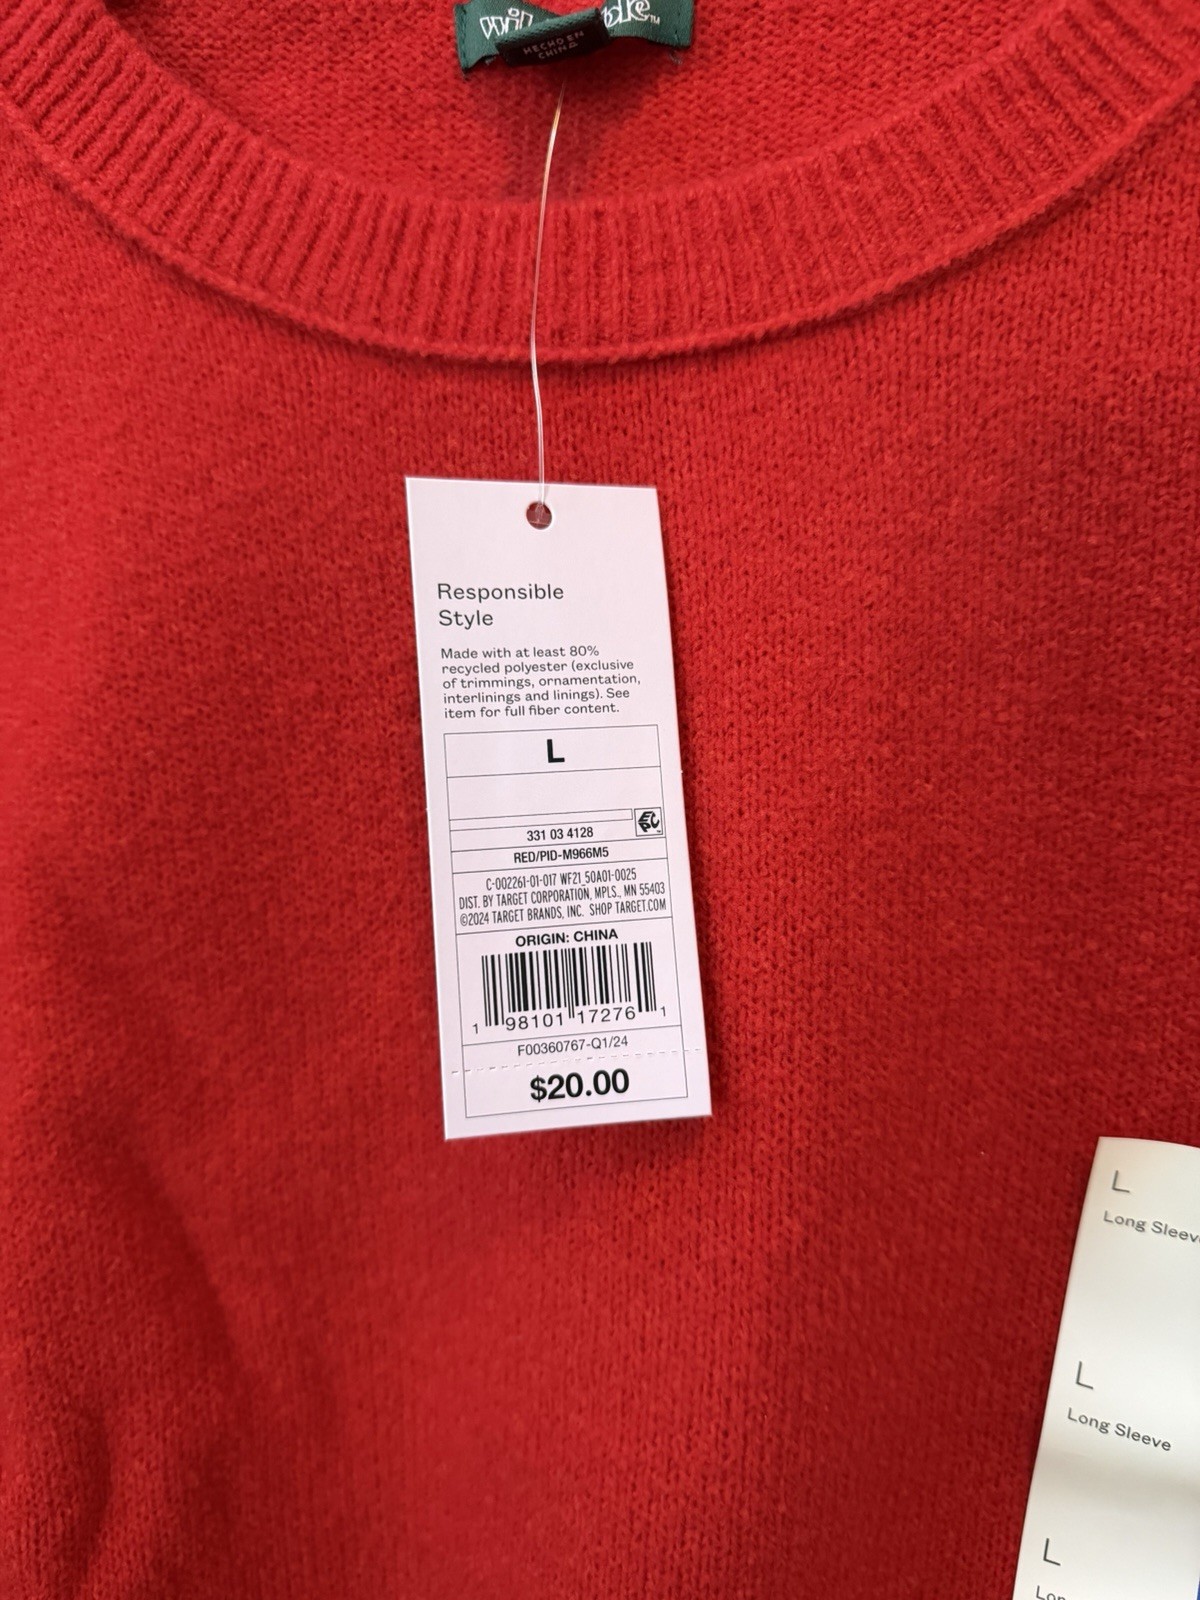 HECHO EN
CHINA
Responsible
Style
Made with at least 80%
recycled polyester (exclusive
of trimmings, ornamentation,
interlinings and linings). See
item for full fiber content.
L
331 03 4128
RED/PID-M966M5
C-002261-01-017 WF21_50A01-0025
DIST. BY TARGET CORPORATION, MPLS., MN 55403
©2024 TARGET BRANDS, INC. SHOP TARGET.COM
ORIGIN: CHINA
1 98101 17276 1
F00360767-Q1/24
$20.00
L
Long Sleeve
L
Long Sleeve
L